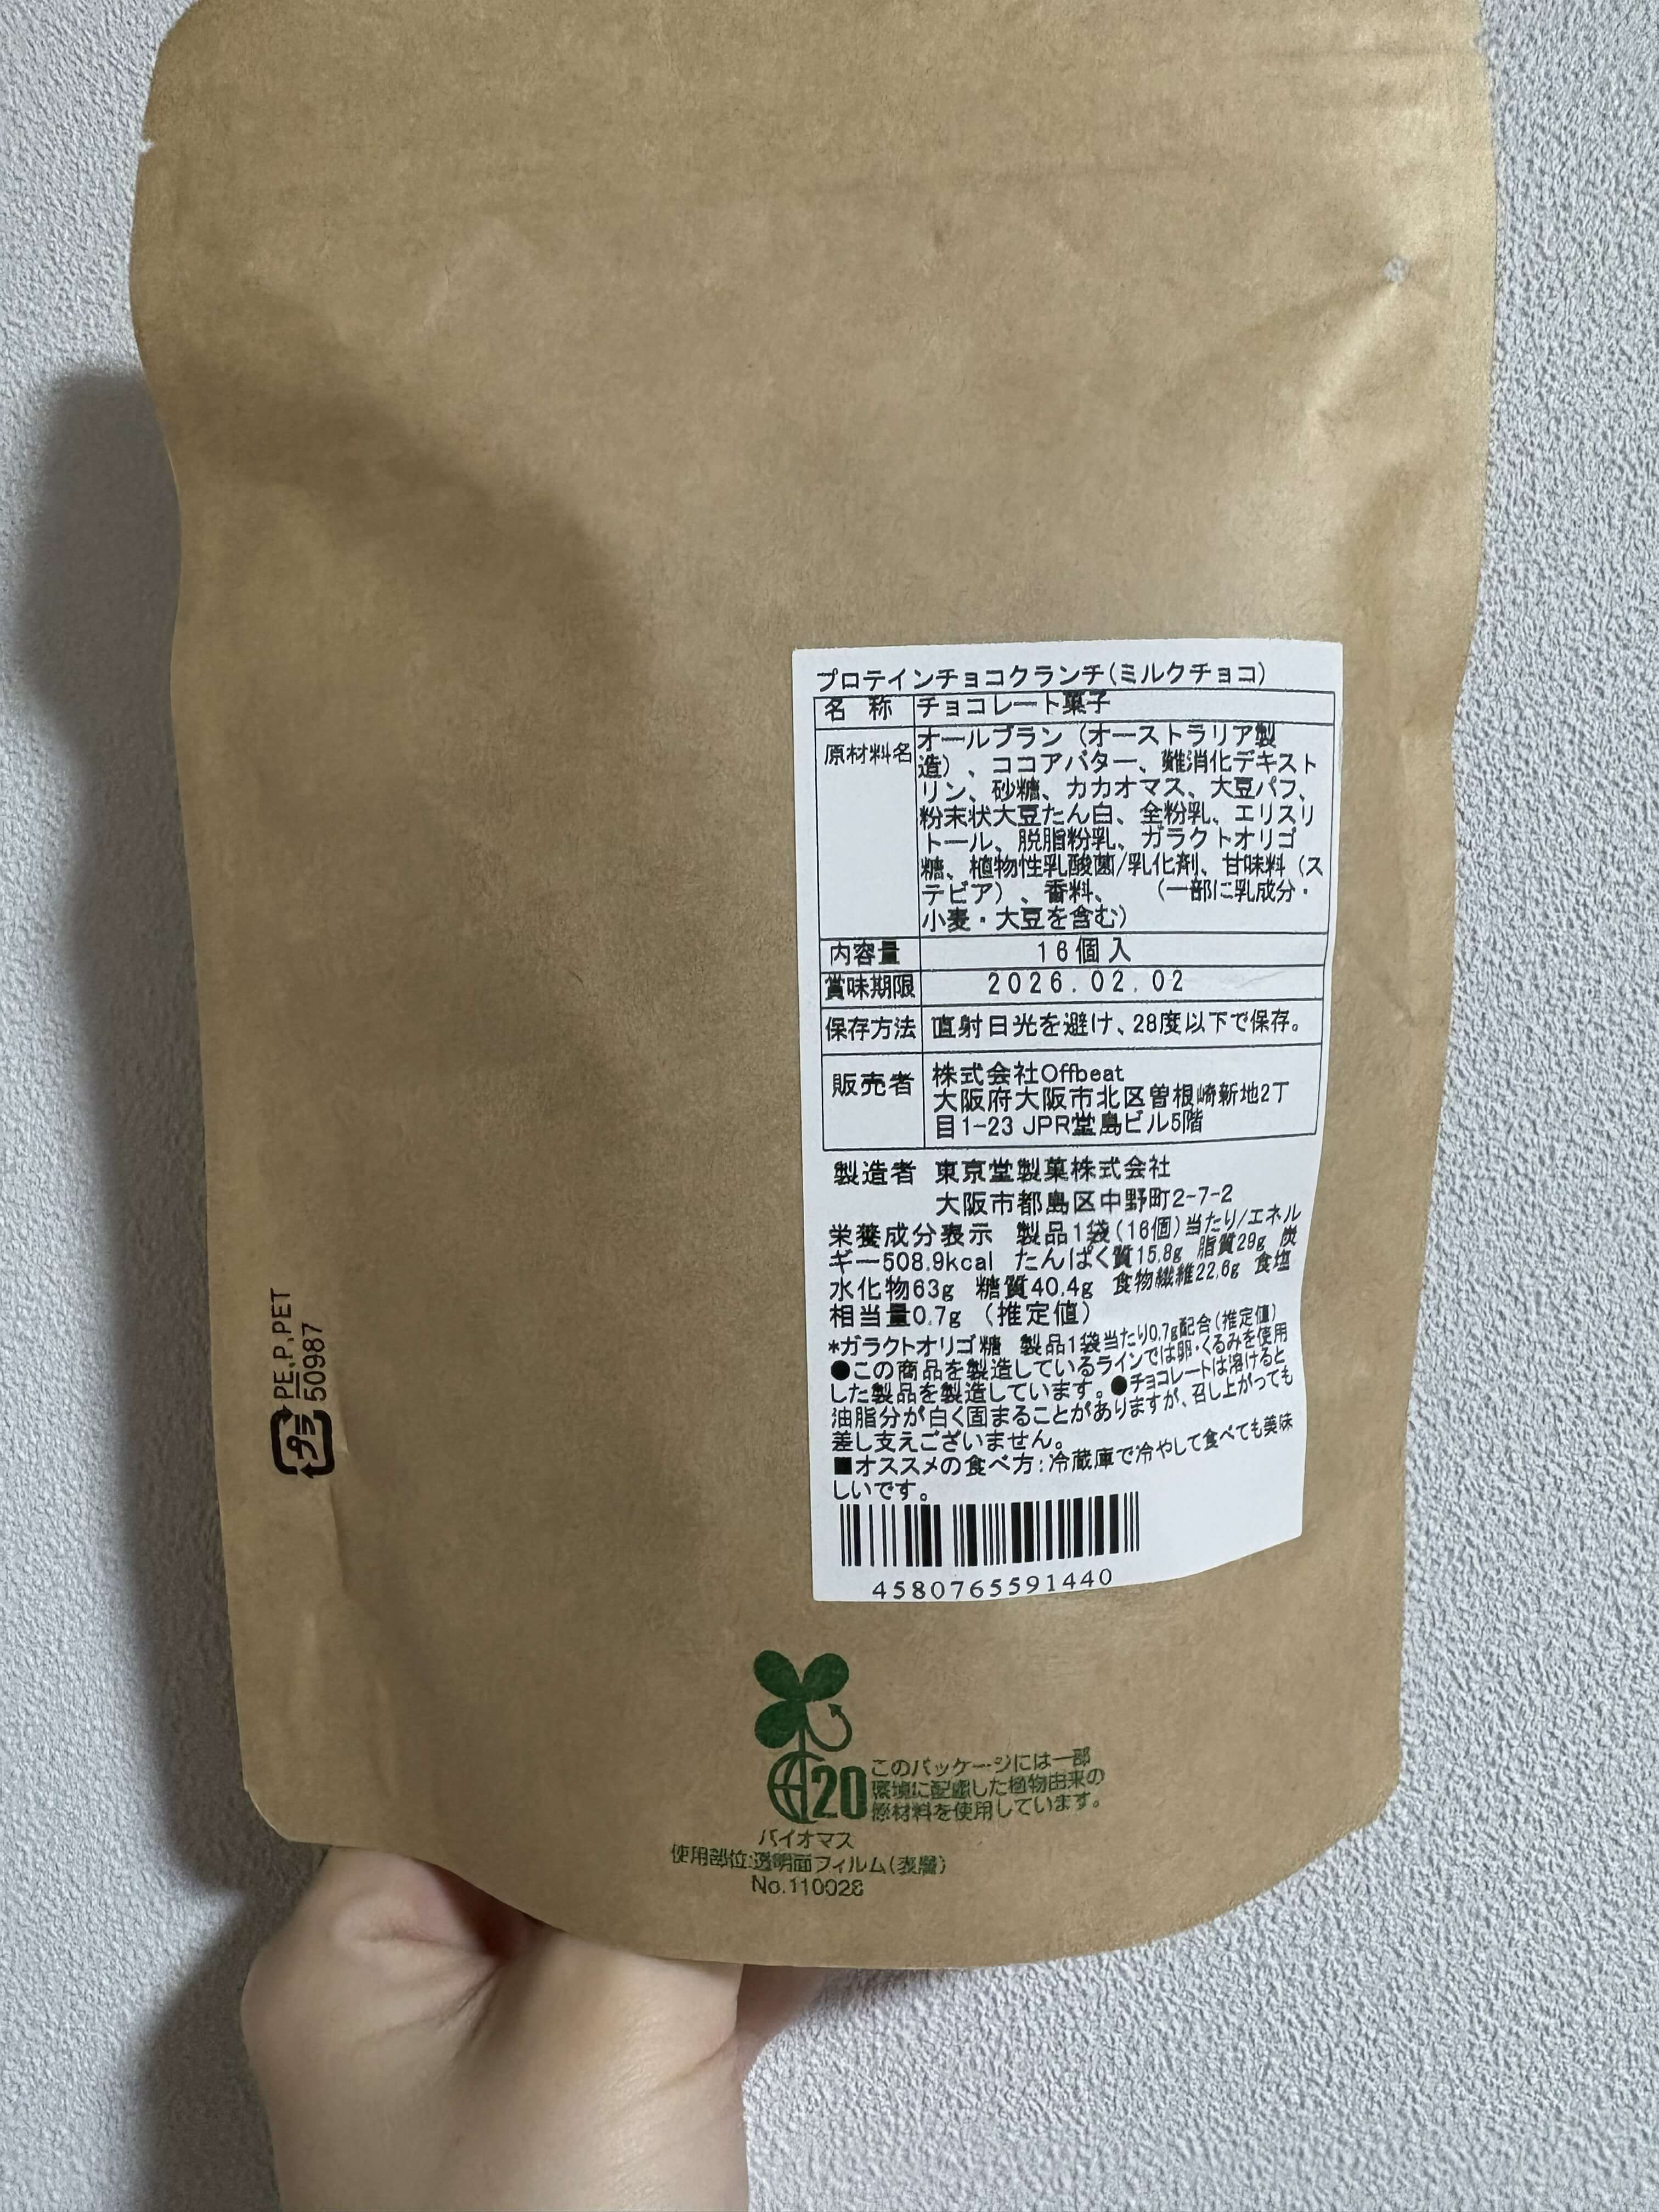 プロテインチョコクランチ(ミルクチョコ)
名 称 チョコレート菓子
原材料名 オールブラン（オーストラリア製
造）、ココアバター、難消化デキスト
リン、砂糖、カカオマス、大豆パフ、
粉末状大豆たん白、全粉乳、エリスリ
トール、脱脂粉乳、ガラクトオリゴ
糖、植物性乳酸菌/乳化剤、甘味料（ス
テビア）、香料、 （一部に乳成分・
小麦・大豆を含む）
内容量 16個入
賞味期限 2026.02.02
保存方法 直射日光を避け、28度以下で保存。
販売者 株式会社Offbeat
大阪府大阪市北区曽根崎新地2丁
目1-23 JPR堂島ビル5階
製造者 東京堂製菓株式会社
大阪市都島区中野町2-7-2
栄養成分表示 製品1袋(16個)当たり/エネル
ギー508.9kcal たんぱく質15.8g 脂質29g 炭
水化物63g 糖質40.4g 食物繊維22.6g 食塩
相当量0.7g （推定値）
*ガラクトオリゴ糖 製品1袋当たり0.7g配合(推定値)
●この商品を製造しているラインでは卵・くるみを使用
した製品を製造しています。●チョコレートは溶けると
油脂分が白く固まることがありますが、召し上がっても
差し支えございません。
■オススメの食べ方:冷蔵庫で冷やして食べても美味
しいです。
4580765591440
プラ
PE,P,PET
50987
20
このパッケージには一部
環境に配慮した植物由来の
原材料を使用しています。
バイオマス
使用部位:透明面フィルム(表層)
No.110028